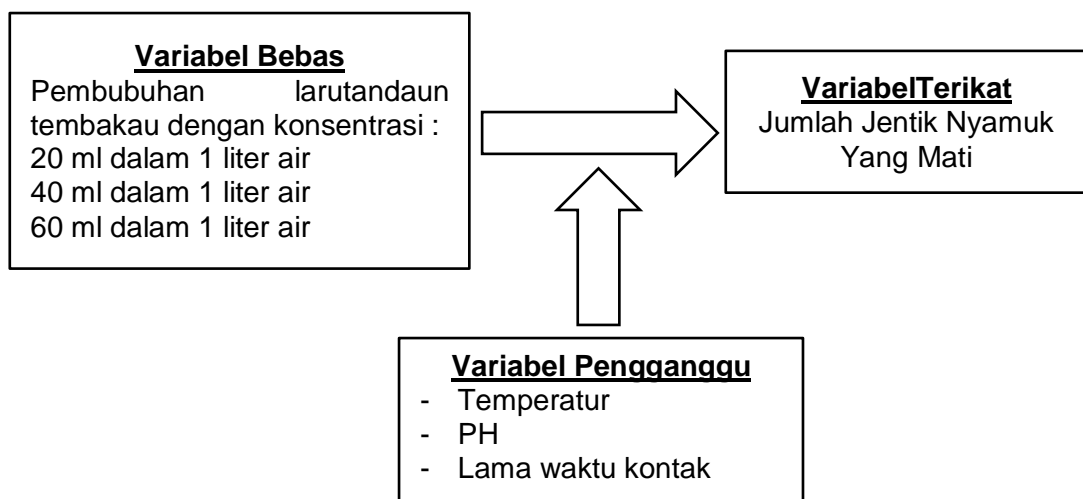 Variabel Bebas
Pembubuhan larutandaun
tembakau dengan konsentrasi :
20 ml dalam 1 liter air
40 ml dalam 1 liter air
60 ml dalam 1 liter air
VariabelTerikat
Jumlah Jentik Nyamuk
Yang Mati
Variabel Pengganggu
- Temperatur
- PH
- Lama waktu kontak